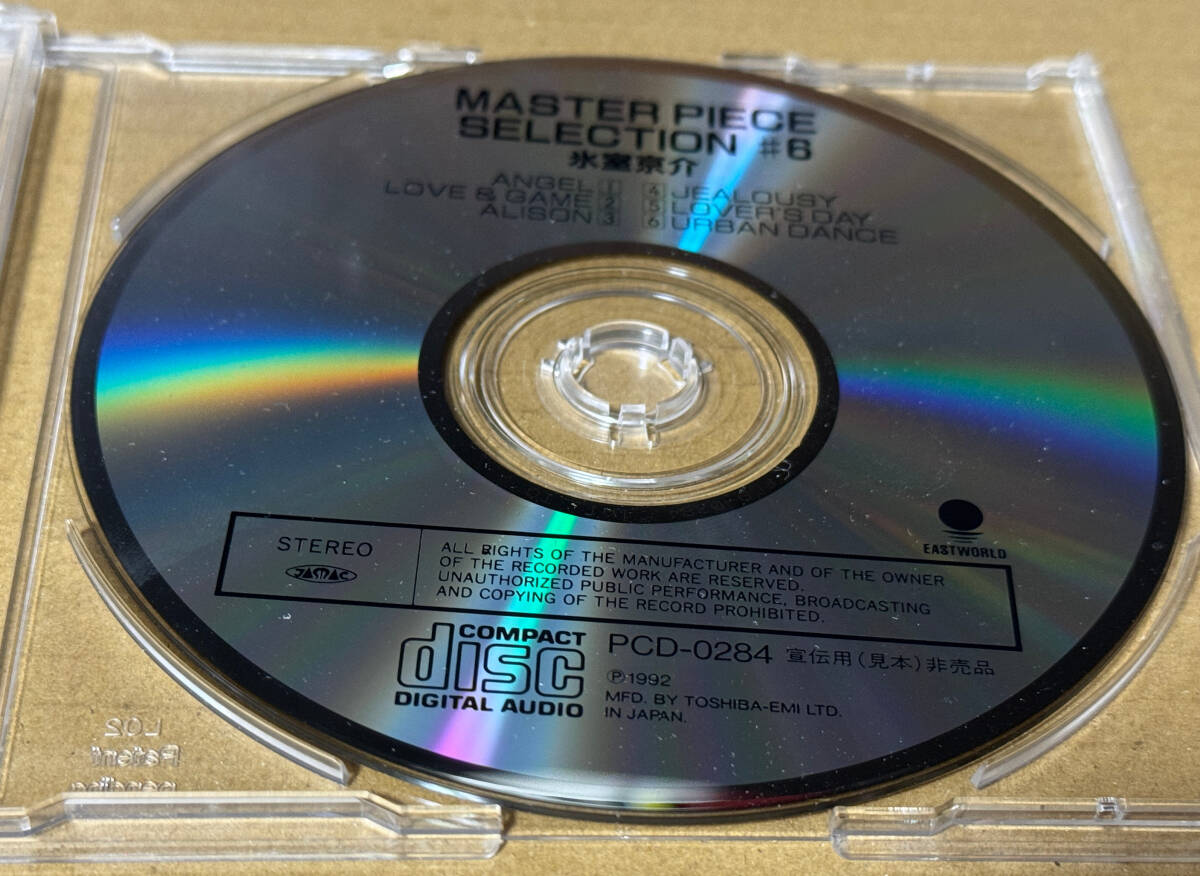 MASTER PIECE
SELECTION #6
氷室京介
ANGEL 1
LOVE & GAME 2
ALISON 3
4 JEALOUSY
5 LOVER'S DAY
6 URBAN DANCE
STEREO
JASRAC
ALL RIGHTS OF THE MANUFACTURER AND OF THE OWNER
OF THE RECORDED WORK ARE RESERVED.
UNAUTHORIZED PUBLIC PERFORMANCE, BROADCASTING
AND COPYING OF THE RECORD PROHIBITED.
EASTWORLD
COMPACT
disc
DIGITAL AUDIO
PCD-0284 宣伝用(見本)非売品
Ⓟ1992
MFD. BY TOSHIBA-EMI LTD.
IN JAPAN.
Patent